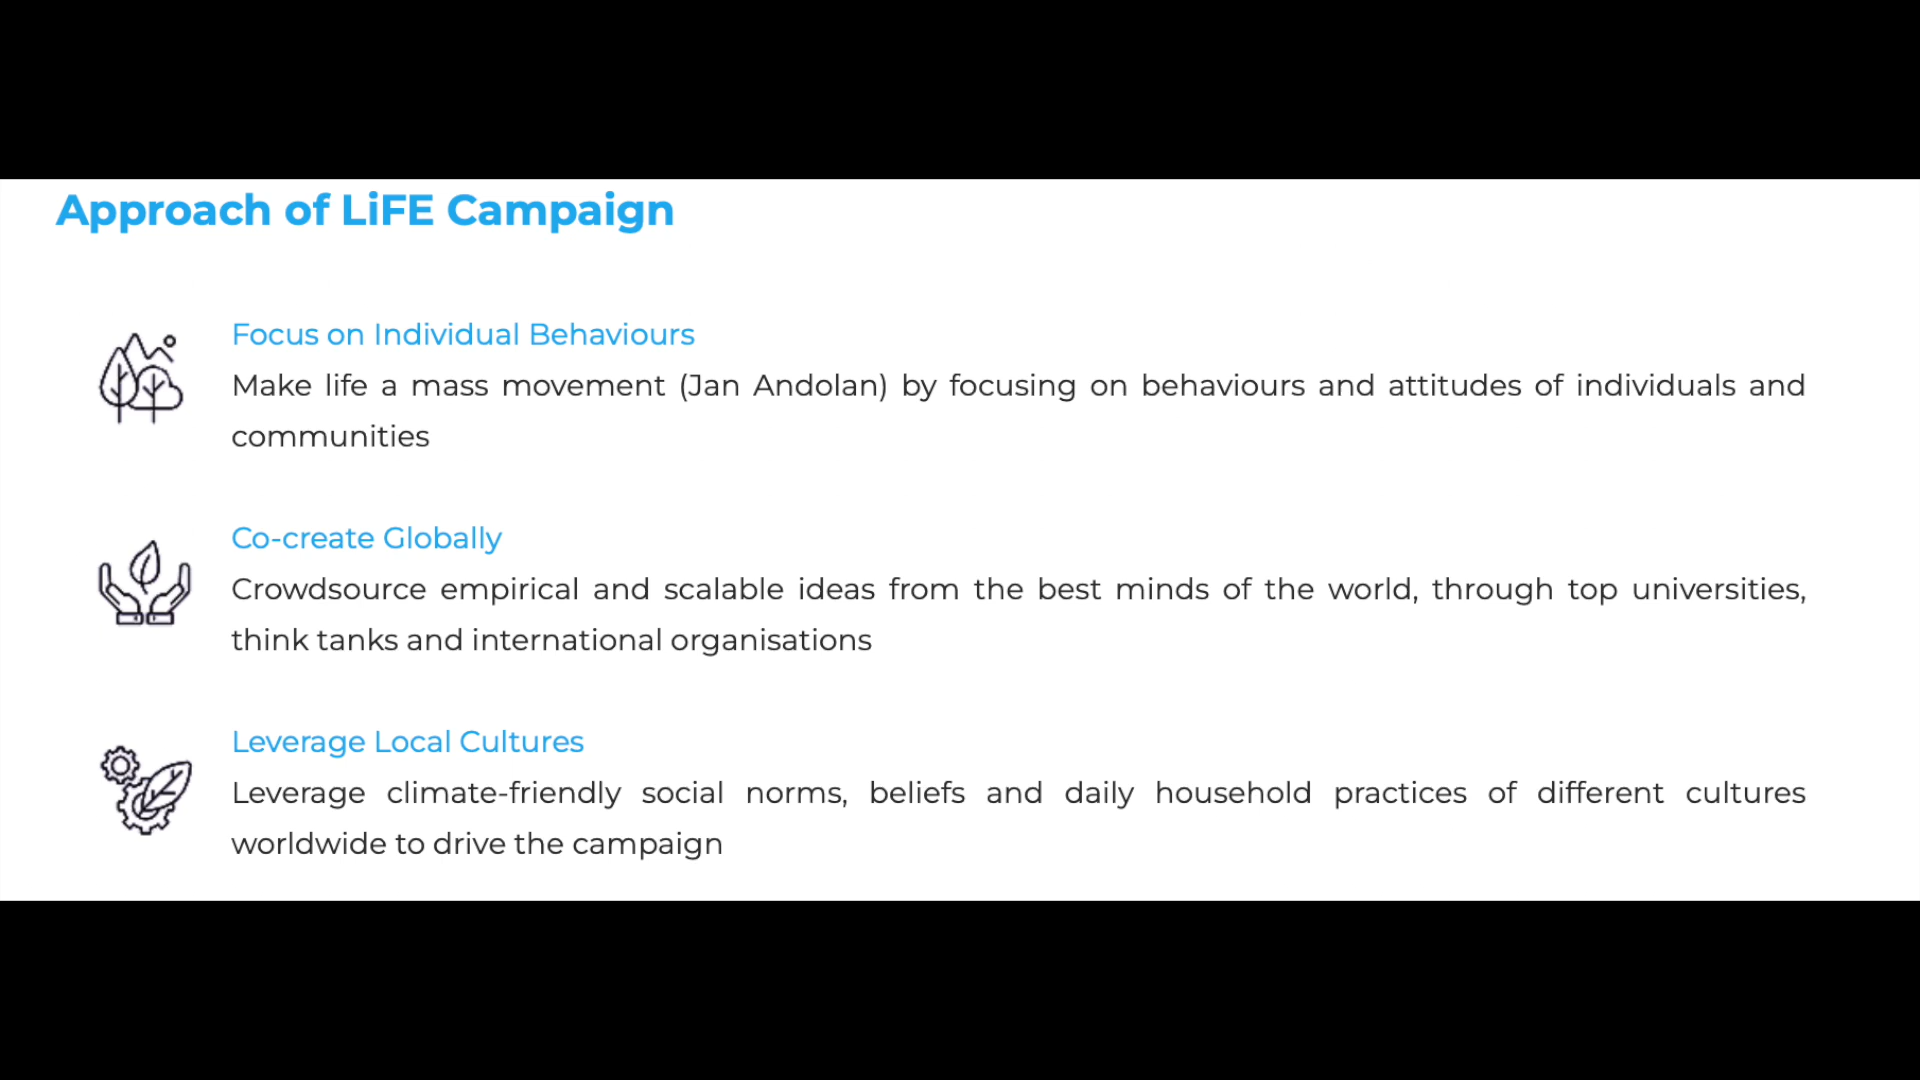 Approach of LiFE Campaign
Focus on Individual Behaviours
Make life a mass movement (Jan Andolan) by focusing on behaviours and attitudes of individuals and
communities
Co-create Globally
Crowdsource empirical and scalable ideas from the best minds of the world, through top universities,
think tanks and international organisations
Leverage Local Cultures
Leverage climate-friendly social norms, beliefs and daily household practices of different cultures
worldwide to drive the campaign